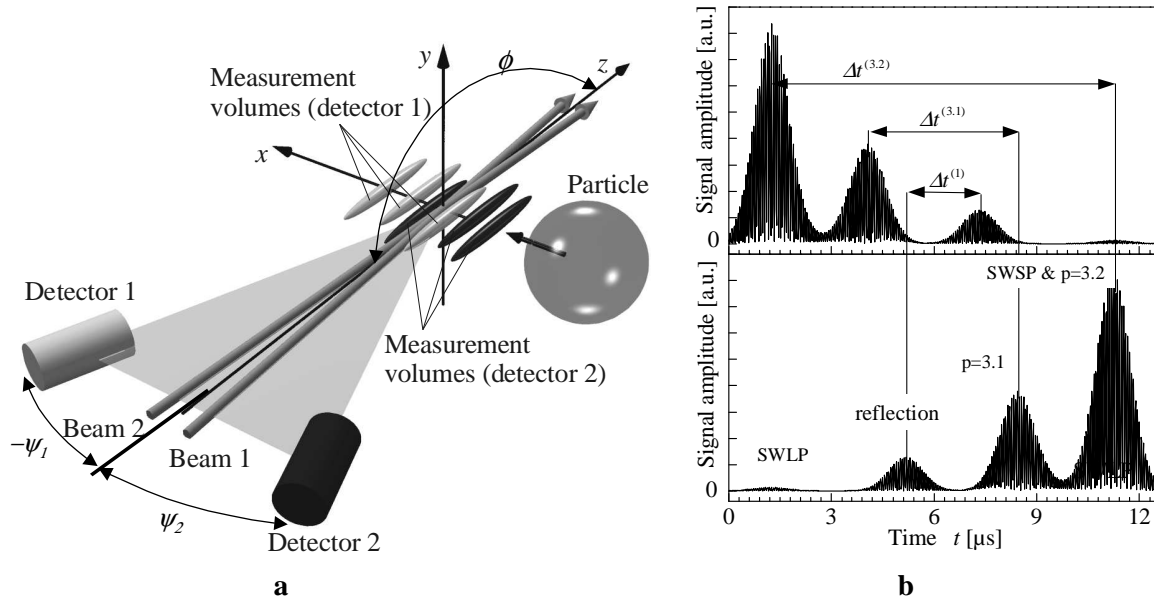 Measurement
volumes (detector 1)
y
ϕ
z
x
Particle
Detector 1
Measurement
volumes (detector 2)
Beam 2
Beam 1
−ψ₁
ψ₂
Detector 2
a
Signal amplitude [a.u.]
0
Δt⁽³·²⁾
Δt⁽³·¹⁾
Δt⁽¹⁾
Signal amplitude [a.u.]
0
SWSP & p=3.2
p=3.1
reflection
SWLP
0 3 6 9 12
Time t [µs]
b